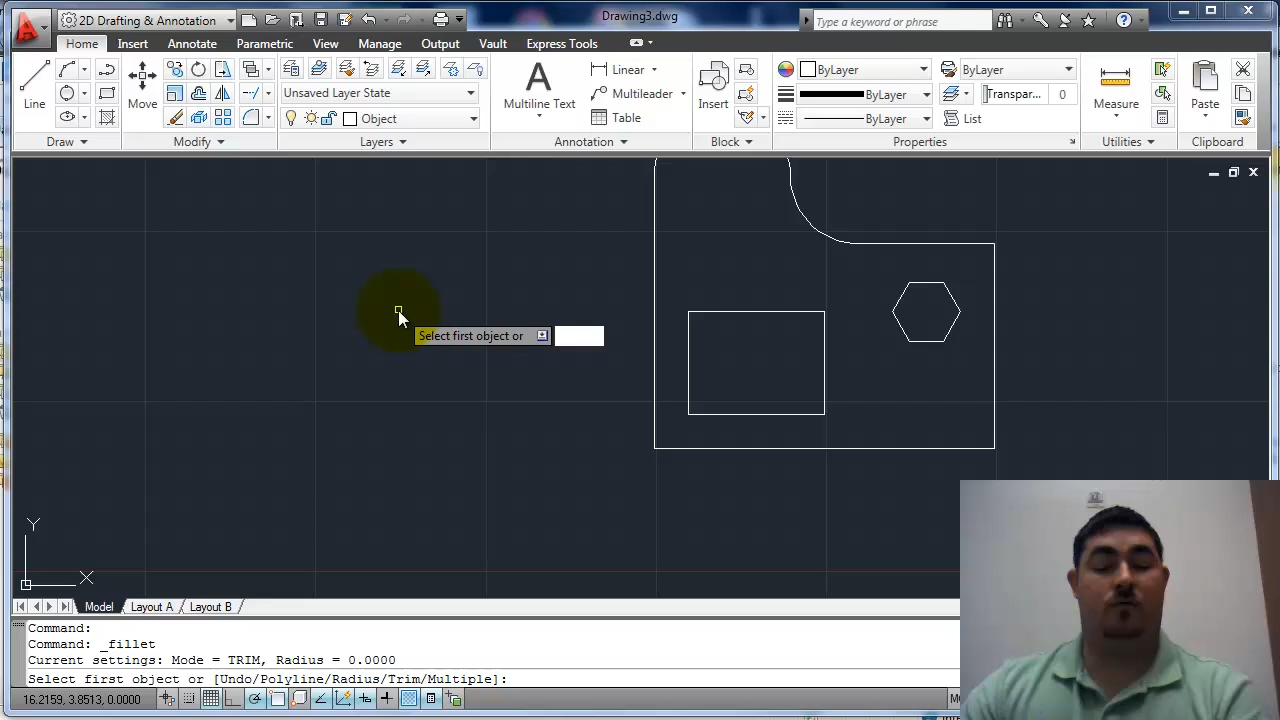 2D Drafting & Annotation
Drawing3.dwg
Type a keyword or phrase
Home Insert Annotate Parametric View Manage Output Vault Express Tools
Line
Move
Unsaved Layer State
Object
Multiline Text
Linear
Multileader
Table
Insert
ByLayer
ByLayer
ByLayer
ByLayer
Transpar... 0
List
Measure
Paste
Draw Modify Layers Annotation Block Properties Utilities Clipboard
Select first object or
Y
X
Model Layout A Layout B
Command:
Command: _fillet
Current settings: Mode = TRIM, Radius = 0.0000
Select first object or [Undo/Polyline/Radius/Trim/Multiple]:
16.2159, 3.8513, 0.0000